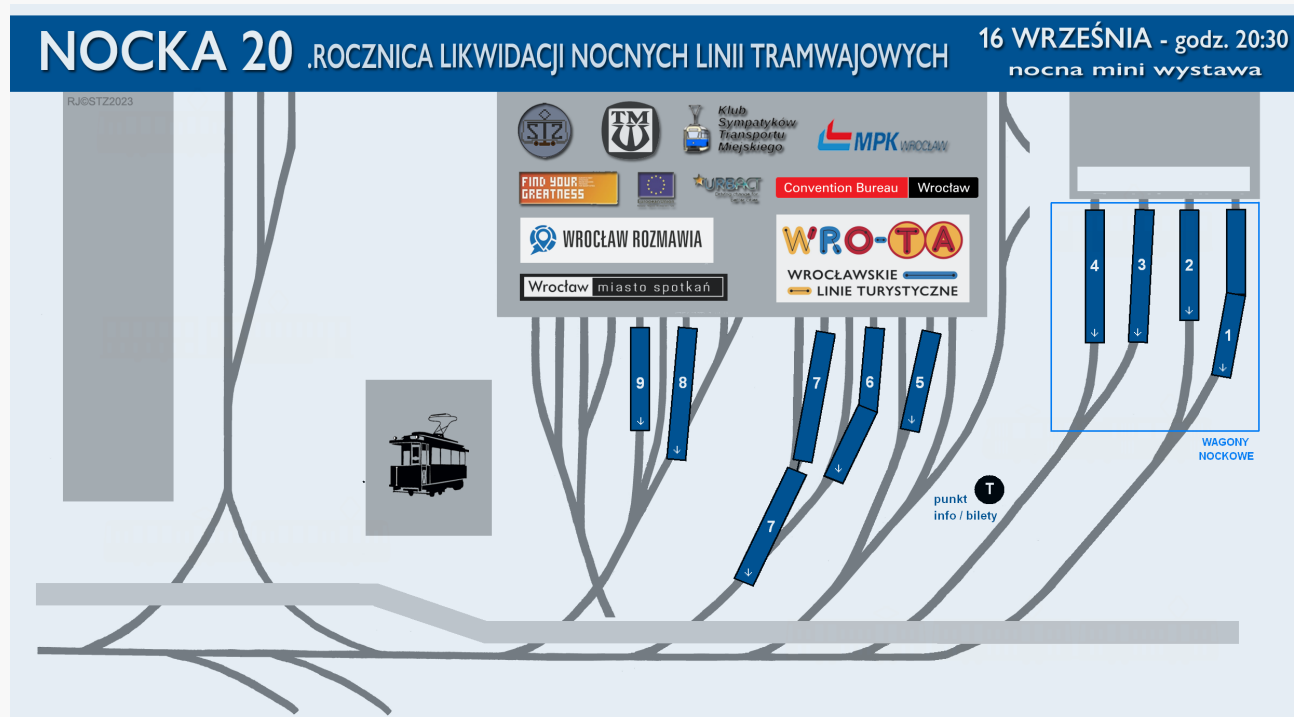 NOCKA 20 .ROCZNICA LIKWIDACJI NOCNYCH LINII TRAMWAJOWYCH
16 WRZEŚNIA - godz. 20:30
nocna mini wystawa
RJ©STZ2023
STZ
TMW
Klub
Sympatyków
Transportu
Miejskiego
MPK WROCŁAW
FIND YOUR
GREATNESS
URBACT
Convention Bureau Wrocław
WROCŁAW ROZMAWIA
WRO-TA
WROCŁAWSKIE
LINIE TURYSTYCZNE
Wrocław miasto spotkań
4
3
2
1
9
8
7
6
5
7
WAGONY
NOCKOWE
T
punkt
info / bilety